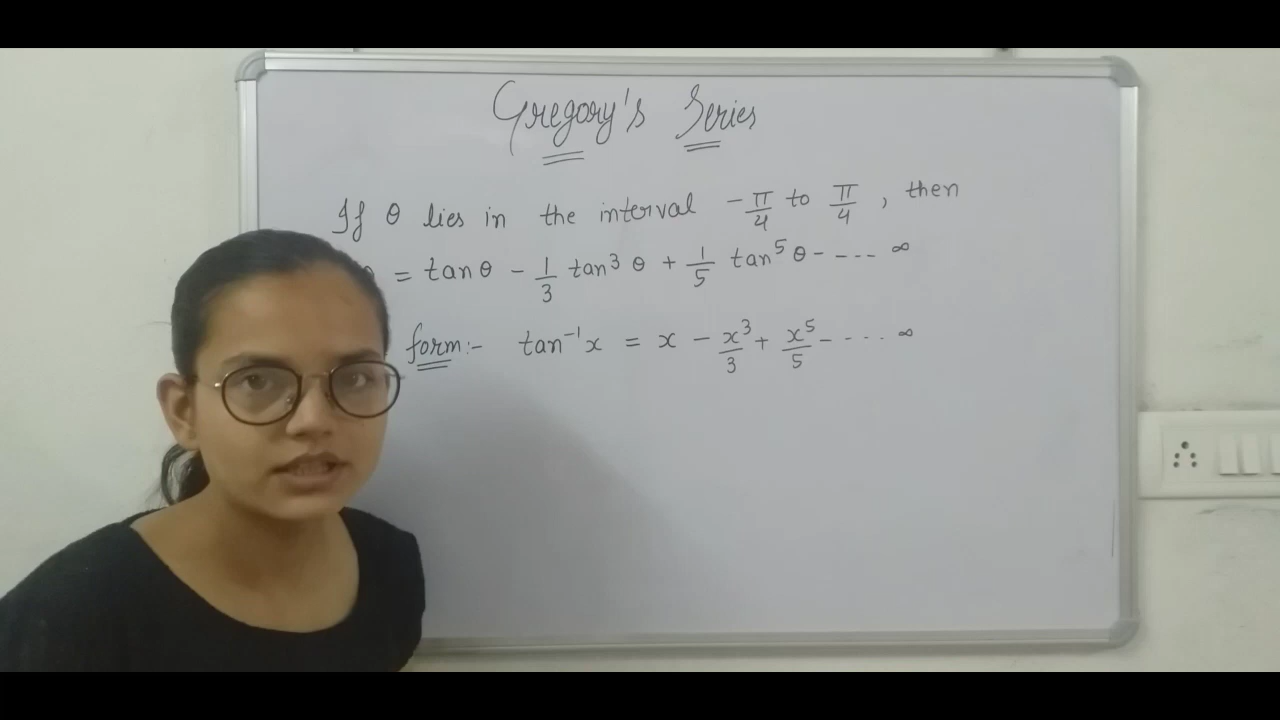 Gregory's Series
If θ lies in the interval -π/4 to π/4, then
= tanθ - 1/3 tan³θ + 1/5 tan⁵θ - ---- ∞
form:- tan⁻¹x = x - x³/3 + x⁵/5 - ---- ∞